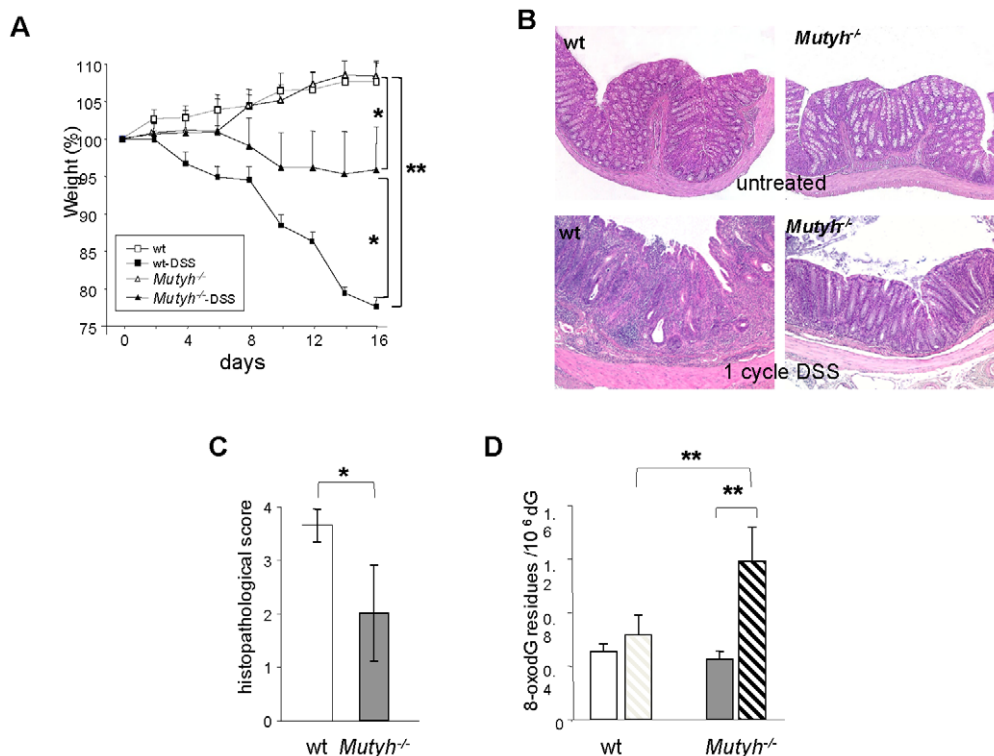 A
Weight (%)
110
105
100
95
90
85
80
75
0
4
8
12
16
days
wt
wt-DSS
Mutyh-/-
Mutyh-/--DSS
*
**
*
B
wt
Mutyh-/-
untreated
wt
Mutyh-/-
1 cycle DSS
C
*
histopathological score
4
3
2
1
0
wt Mutyh-/-
D
**
**
8-oxodG residues /10 6 dG
1.
6
1.
2
0.
8
0.
4
0
wt
Mutyh-/-